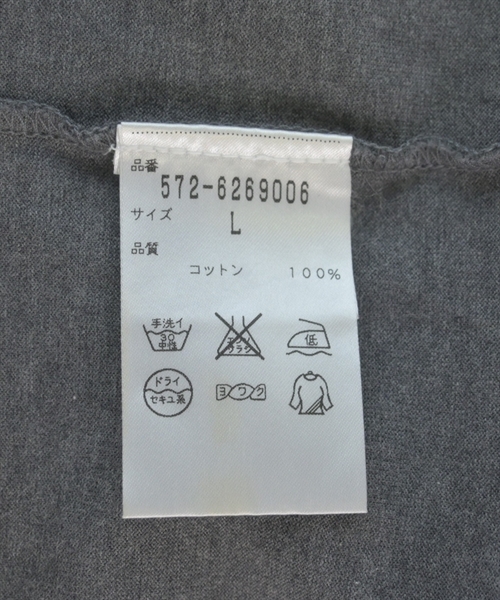 品番
572-6269006
サイズ
L
品質
コットン 100%
手洗イ
30
中性
エンソ
サラシ
低
ドライ
セキユ系
ヨワク